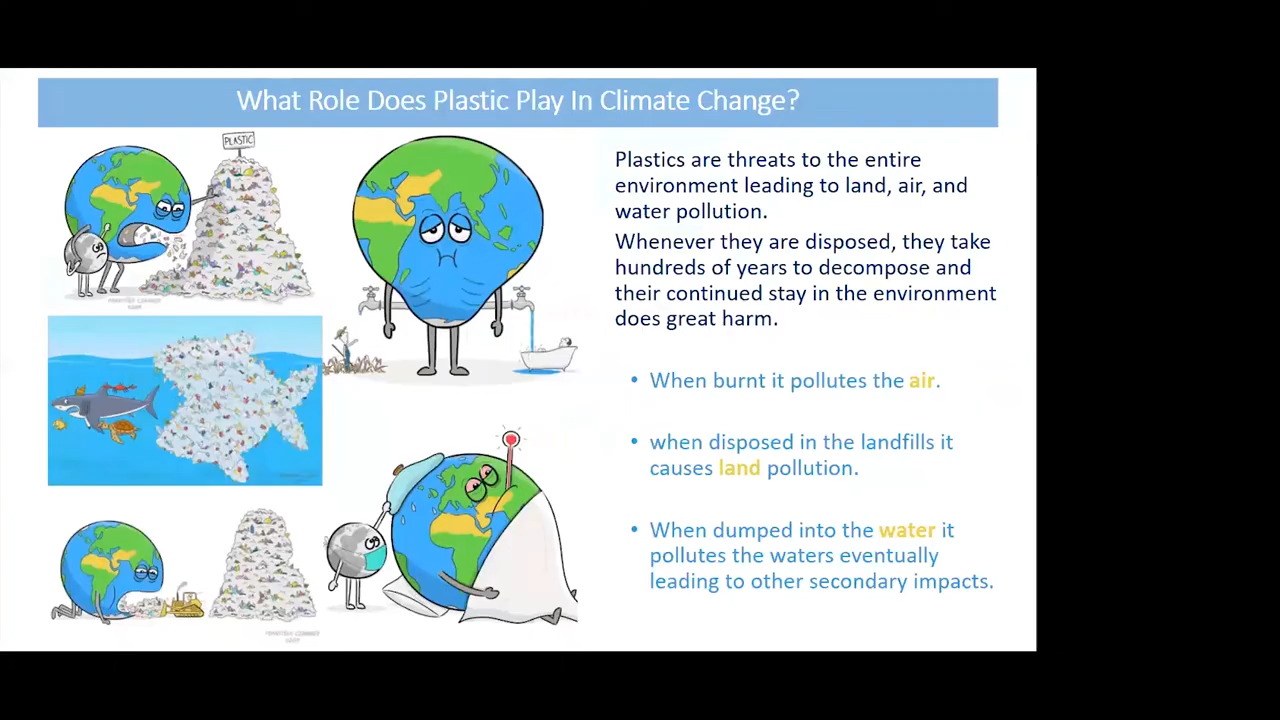 What Role Does Plastic Play In Climate Change?
PLASTIC
Plastics are threats to the entire
environment leading to land, air, and
water pollution.
Whenever they are disposed, they take
hundreds of years to decompose and
their continued stay in the environment
does great harm.
• When burnt it pollutes the air.
• when disposed in the landfills it
causes land pollution.
• When dumped into the water it
pollutes the waters eventually
leading to other secondary impacts.